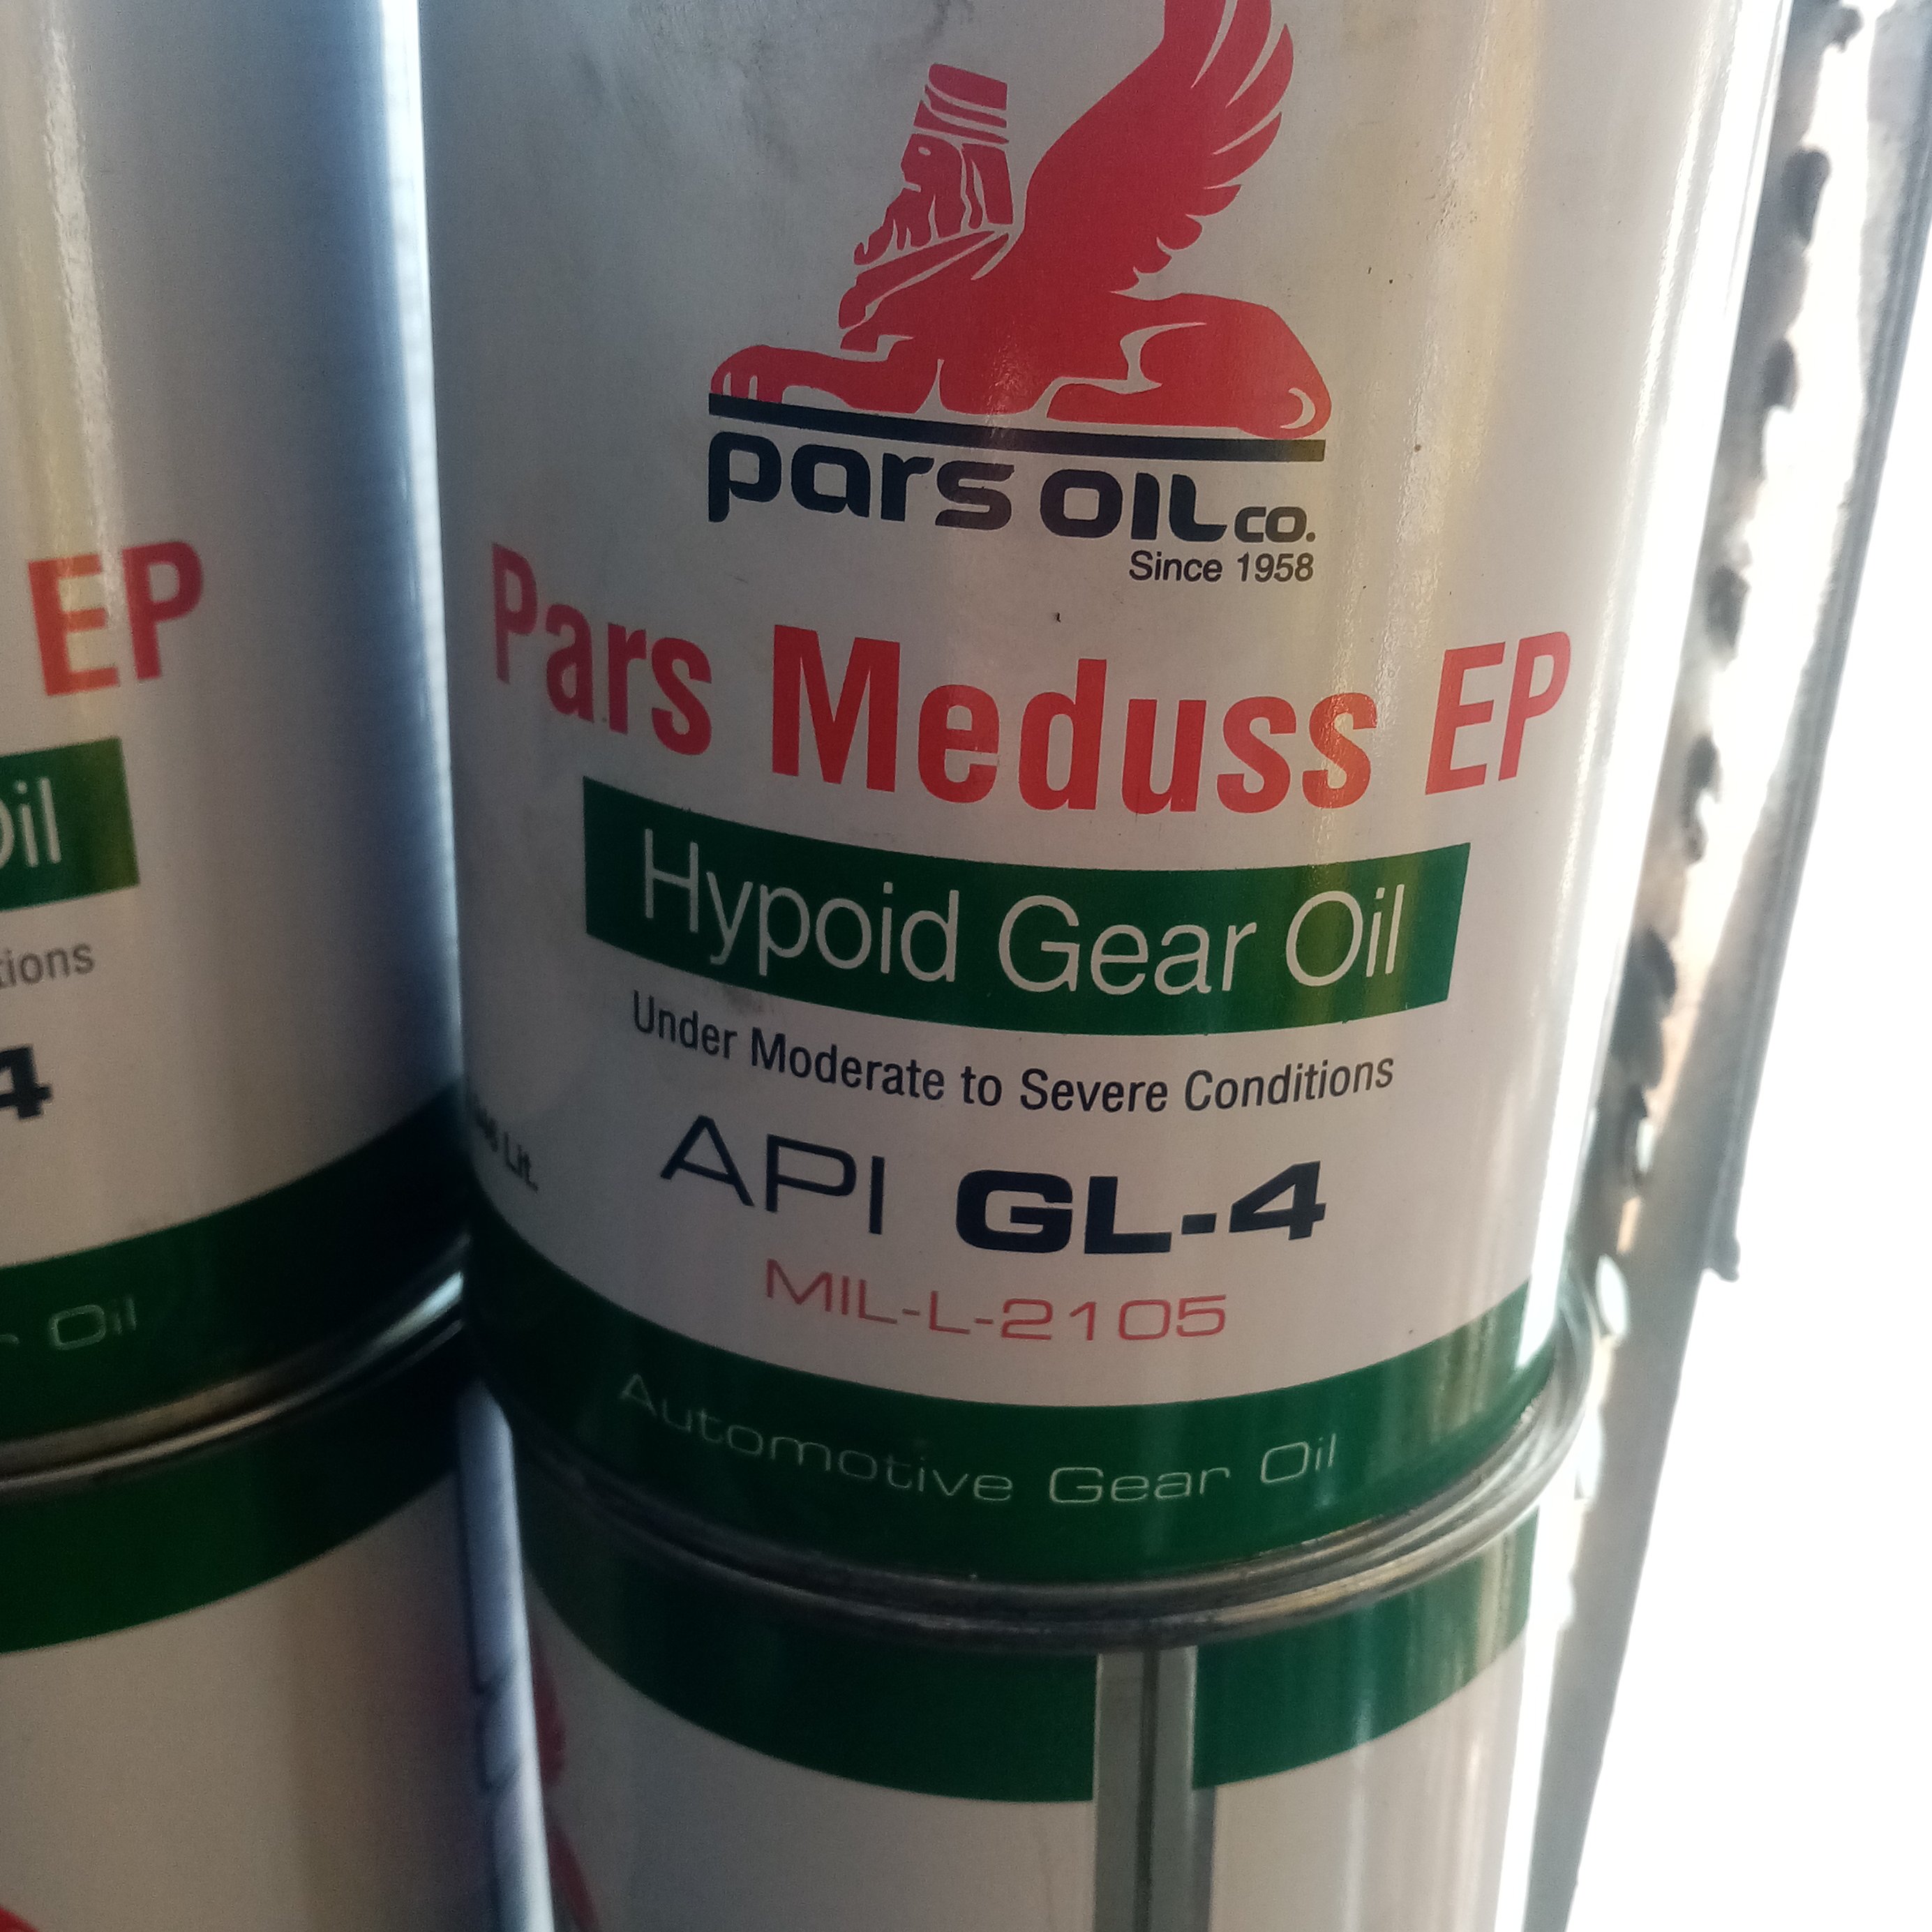 pars OIL co.
Since 1958
Pars Meduss EP
Hypoid Gear Oil
Under Moderate to Severe Conditions
Lit.
API GL-4
MIL-L-2105
Automotive Gear Oil
EP
Oil
4
Oil